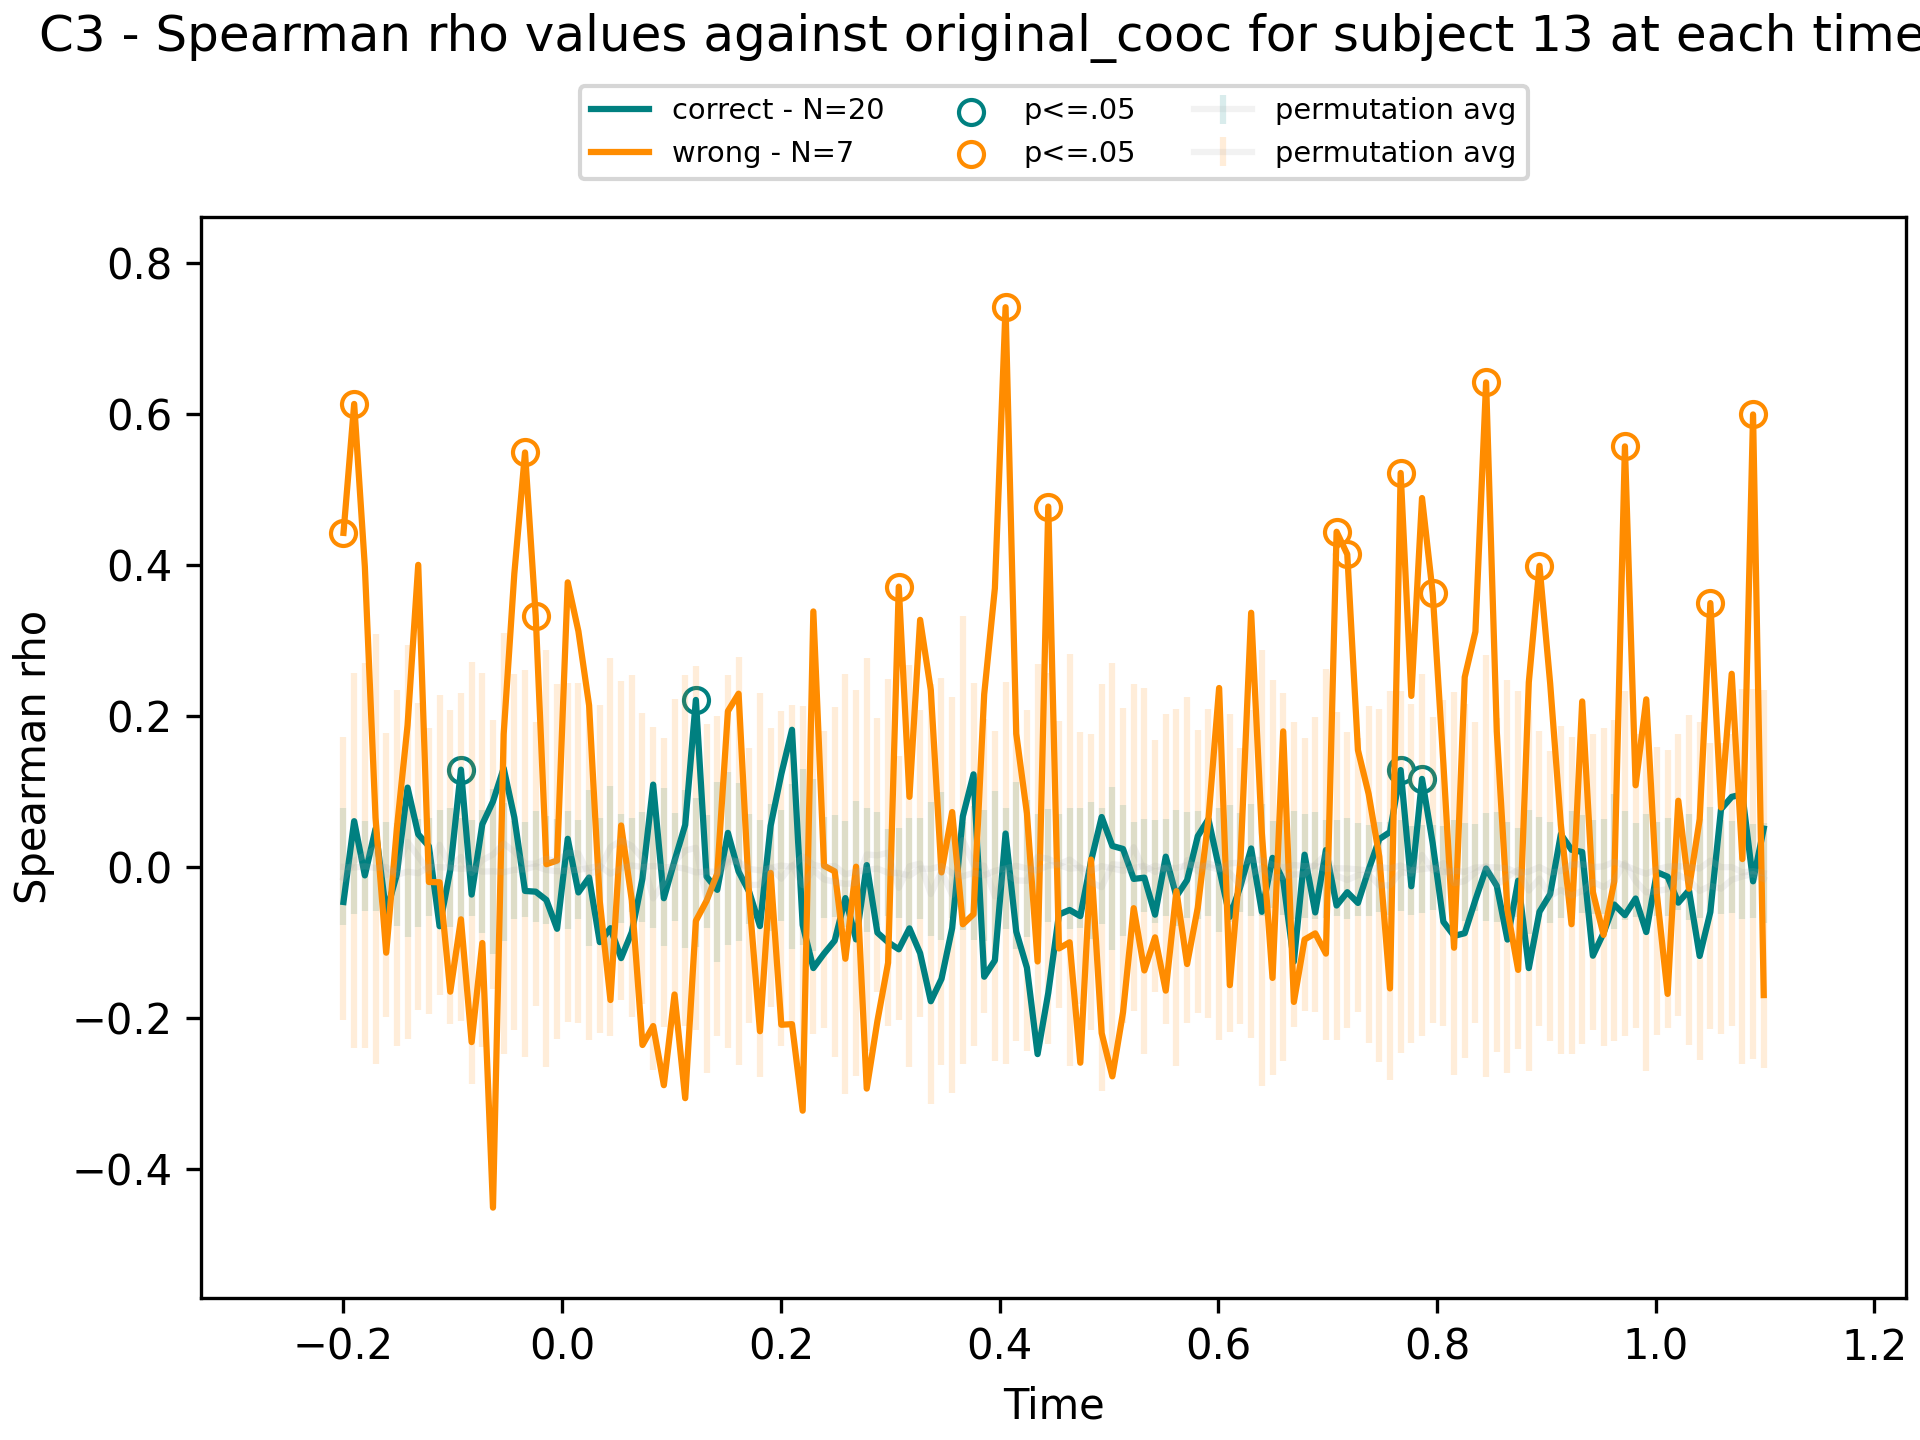 C3 - Spearman rho values against original_cooc for subject 13 at each time
correct - N=20
wrong - N=7
p<=.05
p<=.05
permutation avg
permutation avg
Spearman rho
0.8
0.6
0.4
0.2
0.0
−0.2
−0.4
−0.2 0.0 0.2 0.4 0.6 0.8 1.0 1.2
Time